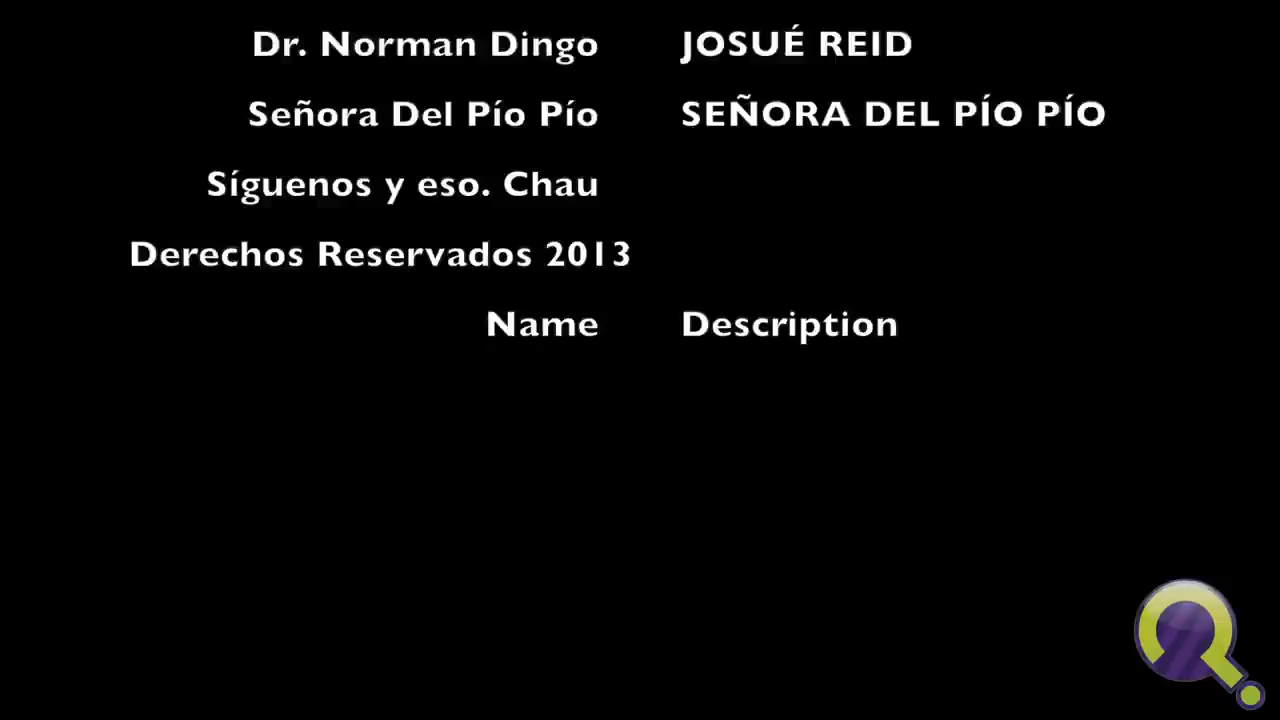 Dr. Norman Dingo JOSUÉ REID
Señora Del Pío Pío SEÑORA DEL PÍO PÍO
Síguenos y eso. Chau
Derechos Reservados 2013
Name Description